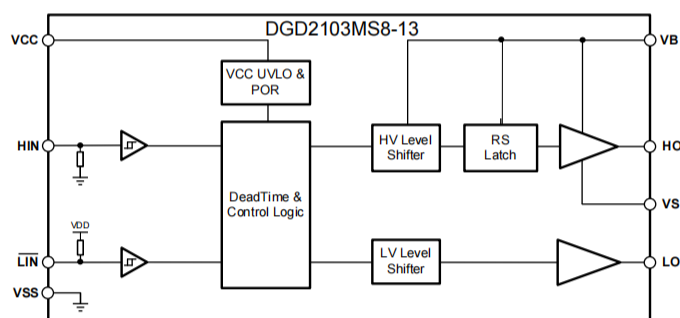 DGD2103MS8-13
VCC
VB
VCC UVLO &
POR
HIN
HV Level
Shifter
RS
Latch
HO
DeadTime &
Control Logic
VS
VDD
LIN
LV Level
Shifter
LO
VSS